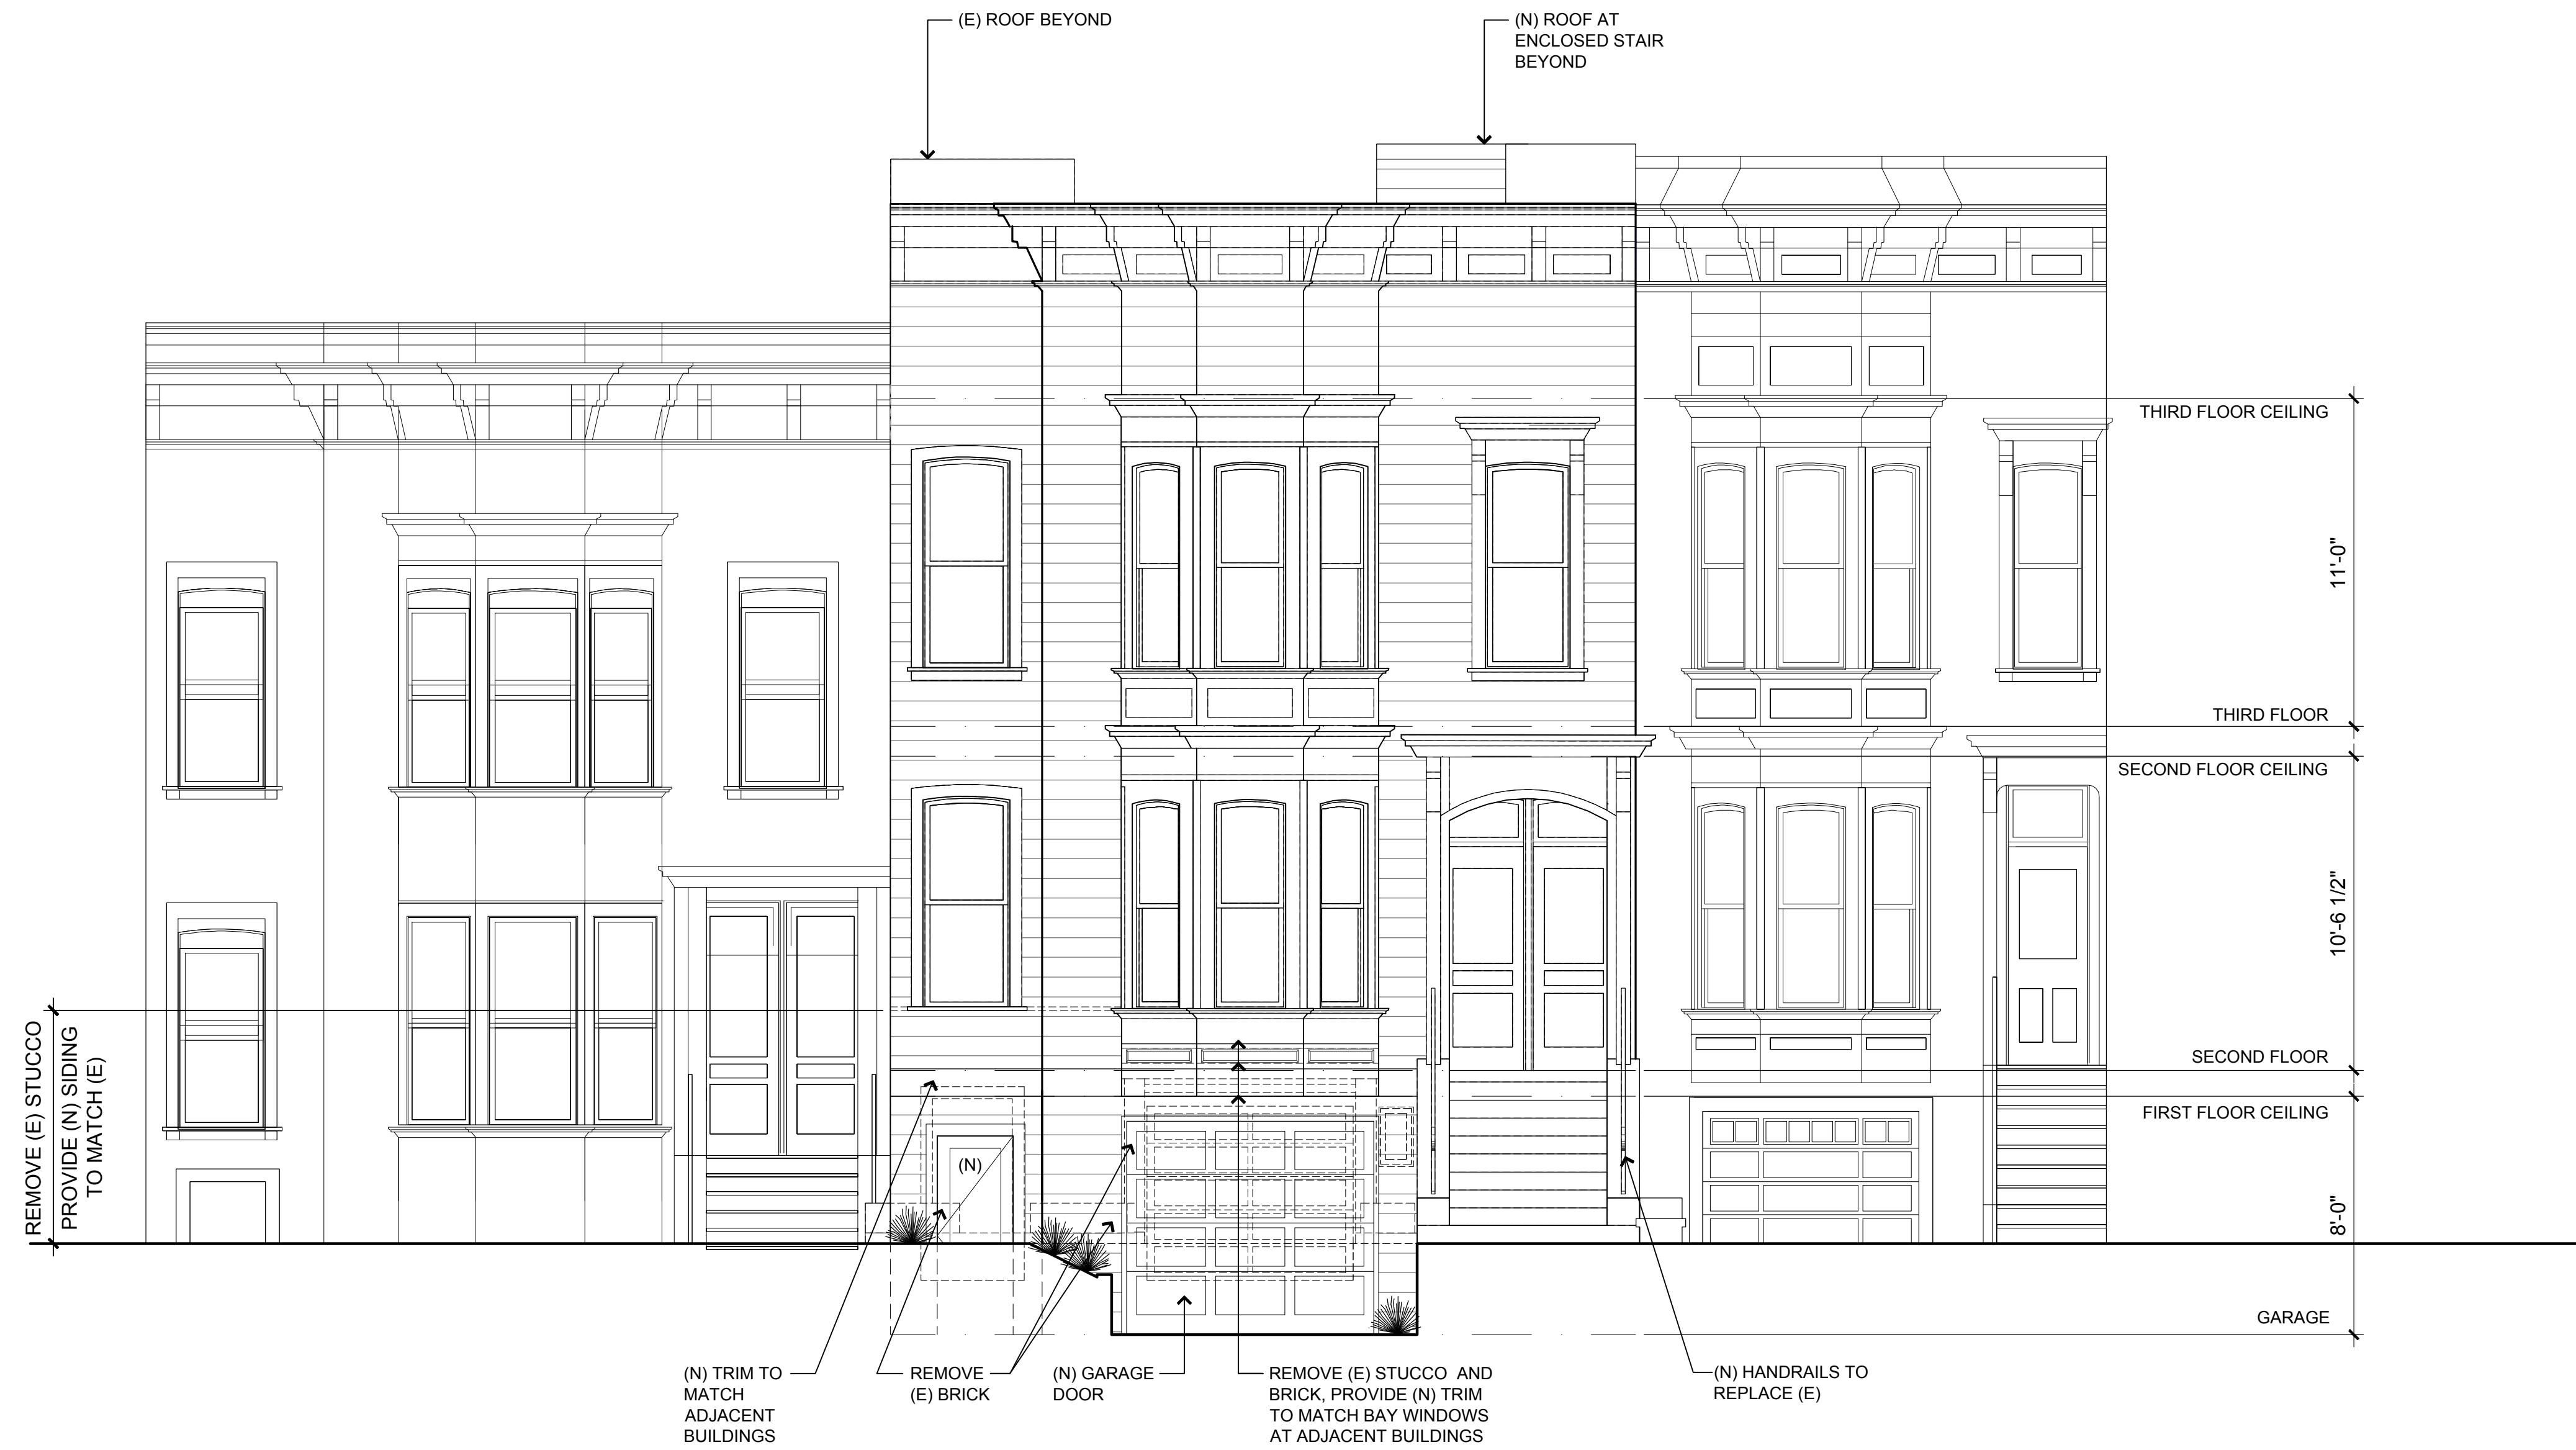 (E) ROOF BEYOND
(N) ROOF AT
ENCLOSED STAIR
BEYOND
THIRD FLOOR CEILING
11'-0"
THIRD FLOOR
SECOND FLOOR CEILING
10'-6 1/2"
SECOND FLOOR
FIRST FLOOR CEILING
8'-0"
GARAGE
REMOVE (E) STUCCO
PROVIDE (N) SIDING
TO MATCH (E)
(N)
(N) TRIM TO
MATCH
ADJACENT
BUILDINGS
REMOVE
(E) BRICK
(N) GARAGE
DOOR
REMOVE (E) STUCCO AND
BRICK, PROVIDE (N) TRIM
TO MATCH BAY WINDOWS
AT ADJACENT BUILDINGS
(N) HANDRAILS TO
REPLACE (E)